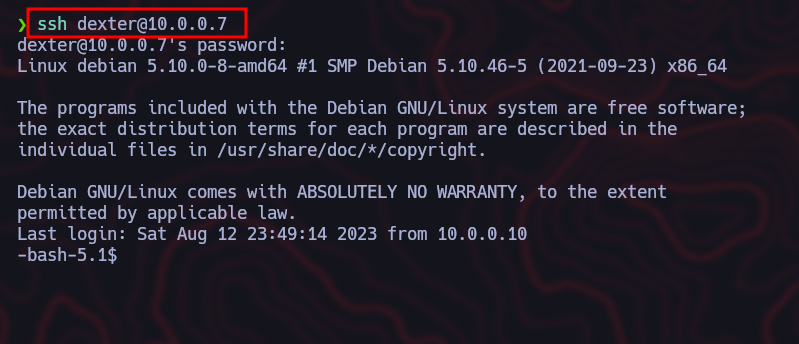 ❯ ssh dexter@10.0.0.7
dexter@10.0.0.7's password:
Linux debian 5.10.0-8-amd64 #1 SMP Debian 5.10.46-5 (2021-09-23) x86_64
The programs included with the Debian GNU/Linux system are free software;
the exact distribution terms for each program are described in the
individual files in /usr/share/doc/*/copyright.
Debian GNU/Linux comes with ABSOLUTELY NO WARRANTY, to the extent
permitted by applicable law.
Last login: Sat Aug 12 23:49:14 2023 from 10.0.0.10
-bash-5.1$